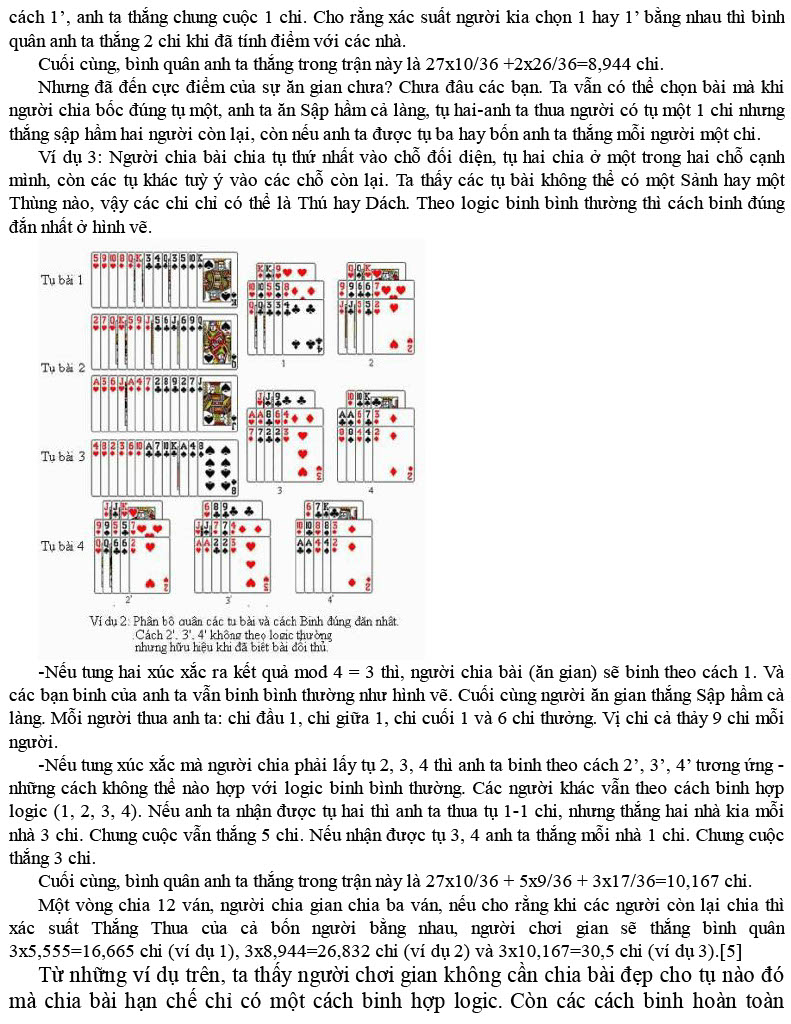 cách 1’, anh ta thắng chung cuộc 1 chi. Cho rằng xác suất người kia chọn 1 hay 1’ bằng nhau thì bình
quân anh ta thắng 2 chi khi đã tính điểm với các nhà.
Cuối cùng, bình quân anh ta thắng trong trận này là 27x10/36 +2x26/36=8,944 chi.
Nhưng đã đến cực điểm của sự ăn gian chưa? Chưa đâu các bạn. Ta vẫn có thể chọn bài mà khi
người chia bốc đúng tụ một, anh ta ăn Sập hầm cả làng, tụ hai-anh ta thua người có tụ một 1 chi nhưng
thắng sập hầm hai người còn lại, còn nếu anh ta được tụ ba hay bốn anh ta thắng mỗi người một chi.
Ví dụ 3: Người chia bài chia tụ thứ nhất vào chỗ đối diện, tụ hai chia ở một trong hai chỗ cạnh
mình, còn các tụ khác tuỳ ý vào các chỗ còn lại. Ta thấy các tụ bài không thể có một Sảnh hay một
Thùng nào, vậy các chi chỉ có thể là Thú hay Dách. Theo logic binh bình thường thì cách binh đúng
đắn nhất ở hình vẽ.
Tụ bài 1
Tụ bài 2
Tụ bài 3
Tụ bài 4
1
2
3
4
2'
3'
4'
Ví dụ 2: Phân bô quân các tụ bài và cách Binh đúng đăn nhât.
Cách 2', 3', 4' không theo logic thường
nhưng hữu hiệu khi đã biêt bài đôi thủ.
-Nếu tung hai xúc xắc ra kết quả mod 4 = 3 thì, người chia bài (ăn gian) sẽ binh theo cách 1. Và
các bạn binh của anh ta vẫn binh bình thường như hình vẽ. Cuối cùng người ăn gian thắng Sập hầm cả
làng. Mỗi người thua anh ta: chi đầu 1, chi giữa 1, chi cuối 1 và 6 chi thưởng. Vị chi cả thảy 9 chi mỗi
người.
-Nếu tung xúc xắc mà người chia phải lấy tụ 2, 3, 4 thì anh ta binh theo cách 2’, 3’, 4’ tương ứng -
những cách không thể nào hợp với logic binh bình thường. Các người khác vẫn theo cách binh hợp
logic (1, 2, 3, 4). Nếu anh ta nhận được tụ hai thì anh ta thua tụ 1-1 chi, nhưng thắng hai nhà kia mỗi
nhà 3 chi. Chung cuộc vẫn thắng 5 chi. Nếu nhận được tụ 3, 4 anh ta thắng mỗi nhà 1 chi. Chung cuộc
thắng 3 chi.
Cuối cùng, bình quân anh ta thắng trong trận này là 27x10/36 + 5x9/36 + 3x17/36=10,167 chi.
Một vòng chia 12 ván, người chia gian chia ba ván, nếu cho rằng khi các người còn lại chia thì
xác suất Thắng Thua của cả bốn người bằng nhau, người chơi gian sẽ thắng bình quân
3x5,555=16,665 chi (ví dụ 1), 3x8,944=26,832 chi (ví dụ 2) và 3x10,167=30,5 chi (ví dụ 3).[5]
Từ những ví dụ trên, ta thấy người chơi gian không cần chia bài đẹp cho tụ nào đó
mà chia bài hạn chế chỉ có một cách binh hợp logic. Còn các cách binh hoàn toàn